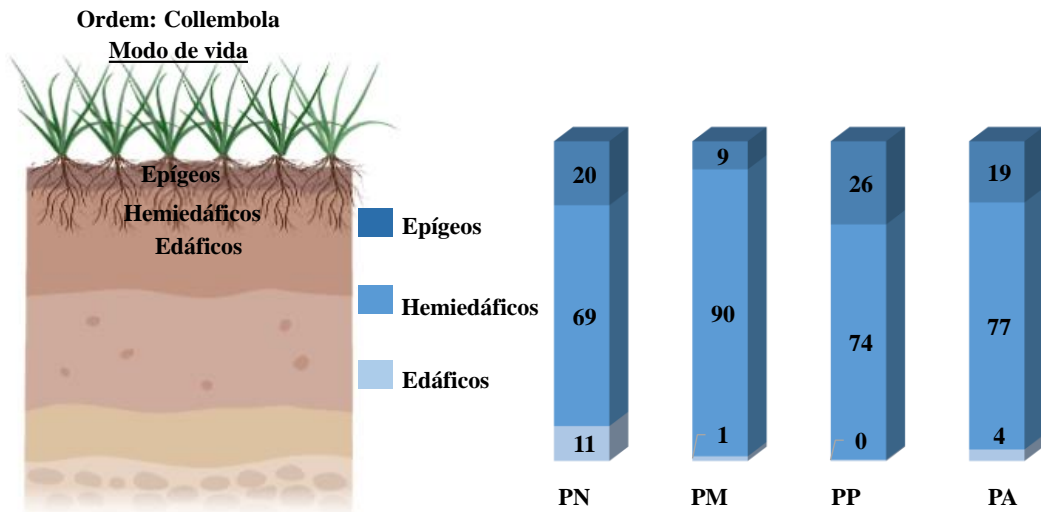 Ordem: Collembola
Modo de vida
Epígeos
Hemiedáficos
Edáficos
Epígeos
Hemiedáficos
Edáficos
20
9
26
19
69
90
74
77
11
1
0
4
PN
PM
PP
PA